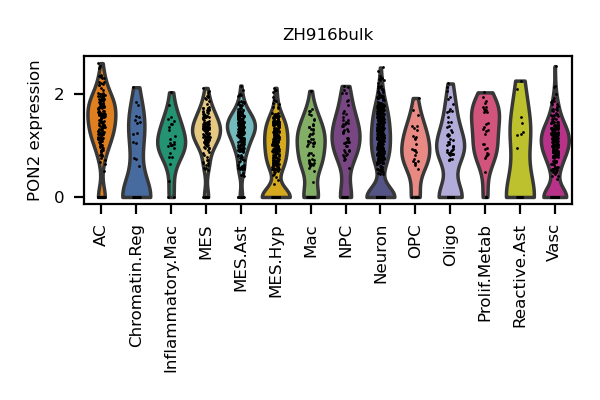 ZH916bulk
PON2 expression
2
0
AC
Chromatin.Reg
Inflammatory.Mac
MES
MES.Ast
MES.Hyp
Mac
NPC
Neuron
OPC
Oligo
Prolif.Metab
Reactive.Ast
Vasc